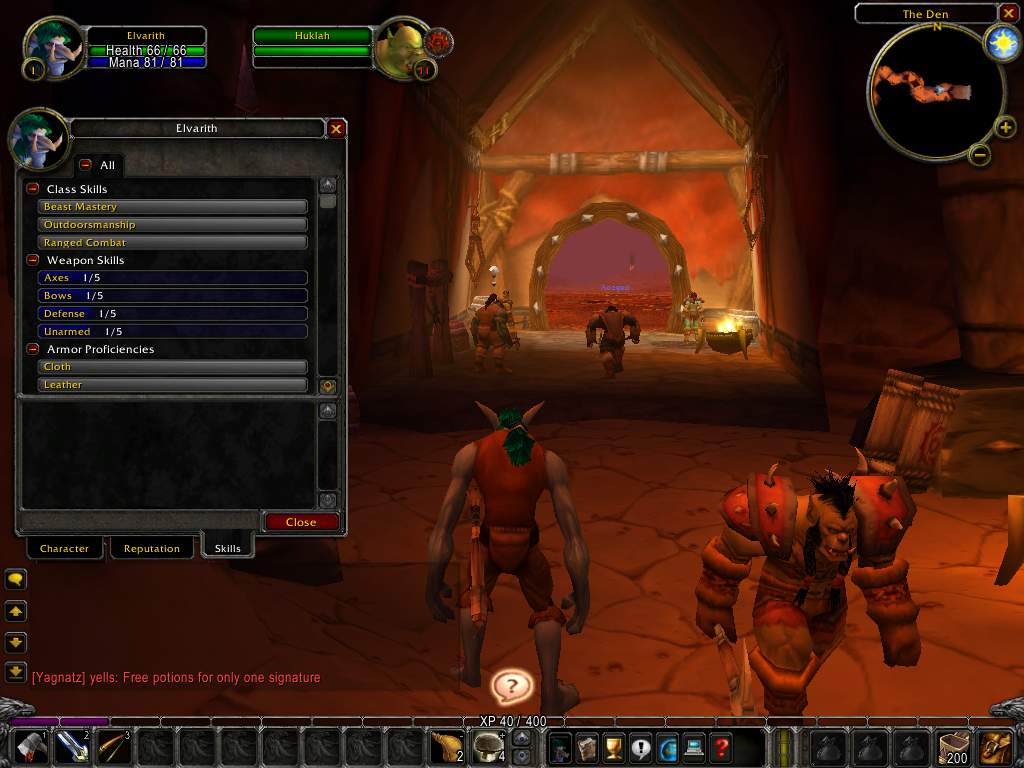 Elvarith
Health 66 / 66
Mana 81 / 81
1
Huklah
11
The Den
N
Elvarith
All
Class Skills
Beast Mastery
Outdoorsmanship
Ranged Combat
Weapon Skills
Axes 1/5
Bows 1/5
Defense 1/5
Unarmed 1/5
Armor Proficiencies
Cloth
Leather
Close
Character
Reputation
Skills
[Yagnatz] yells: Free potions for only one signature
?
XP 40 / 400
1
2
3
2
4
!
?
200